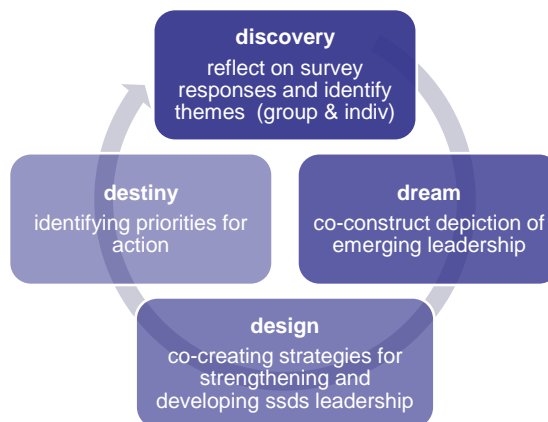 discovery
reflect on survey
responses and identify
themes (group & indiv)
dream
co-construct depiction of
emerging leadership
design
co-creating strategies for
strengthening and
developing ssds leadership
destiny
identifying priorities for
action